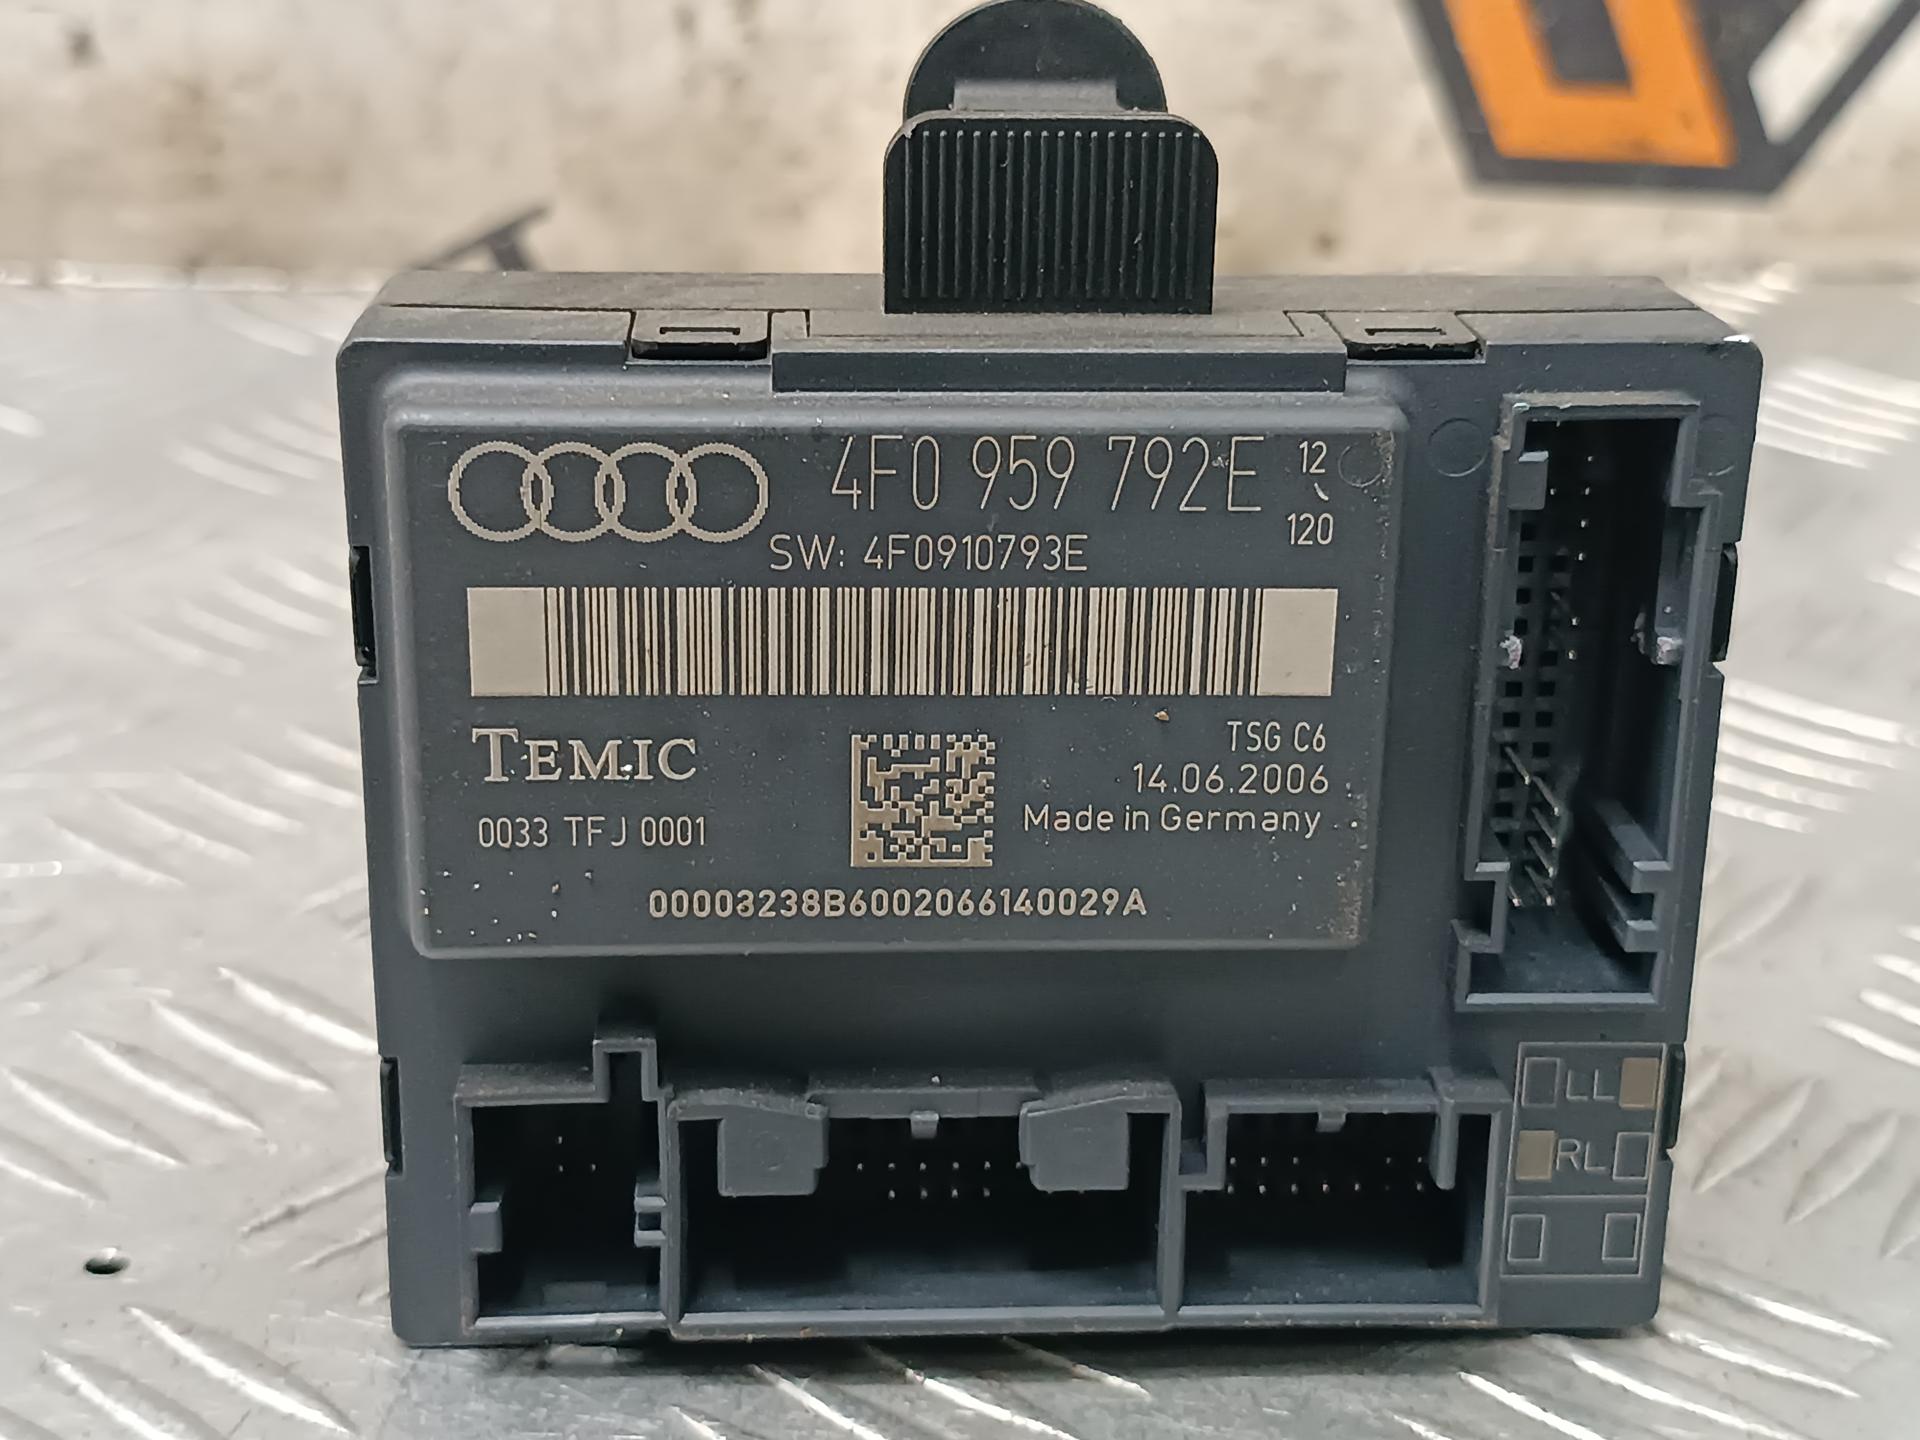 4F0 959 792E 12
120
SW: 4F0910793E
TEMIC
TSG C6
14.06.2006
0033 TFJ 0001
Made in Germany
00003238B6002066140029A
LL
RL